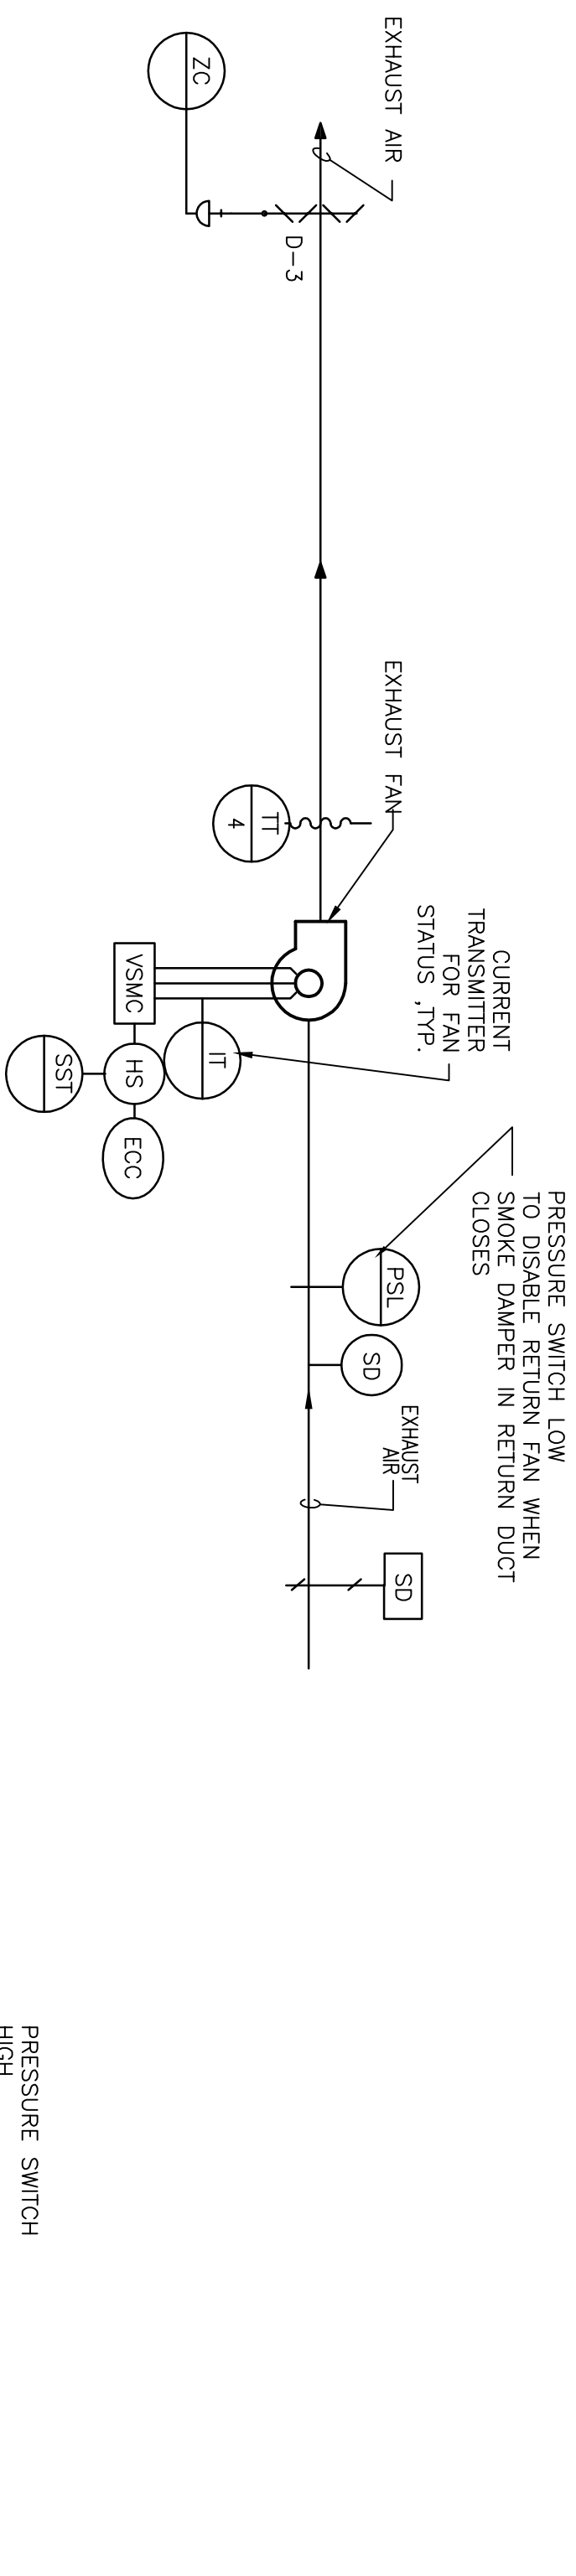 EXHAUST AIR
ZC
D-3
EXHAUST FAN
TT
4
CURRENT
TRANSMITTER
FOR FAN
STATUS ,TYP.
VSMC
IT
HS
SST
ECC
PRESSURE SWITCH LOW
TO DISABLE RETURN FAN WHEN
SMOKE DAMPER IN RETURN DUCT
CLOSES
PSL
SD
EXHAUST
AIR
SD
PRESSURE SWITCH
HIGH